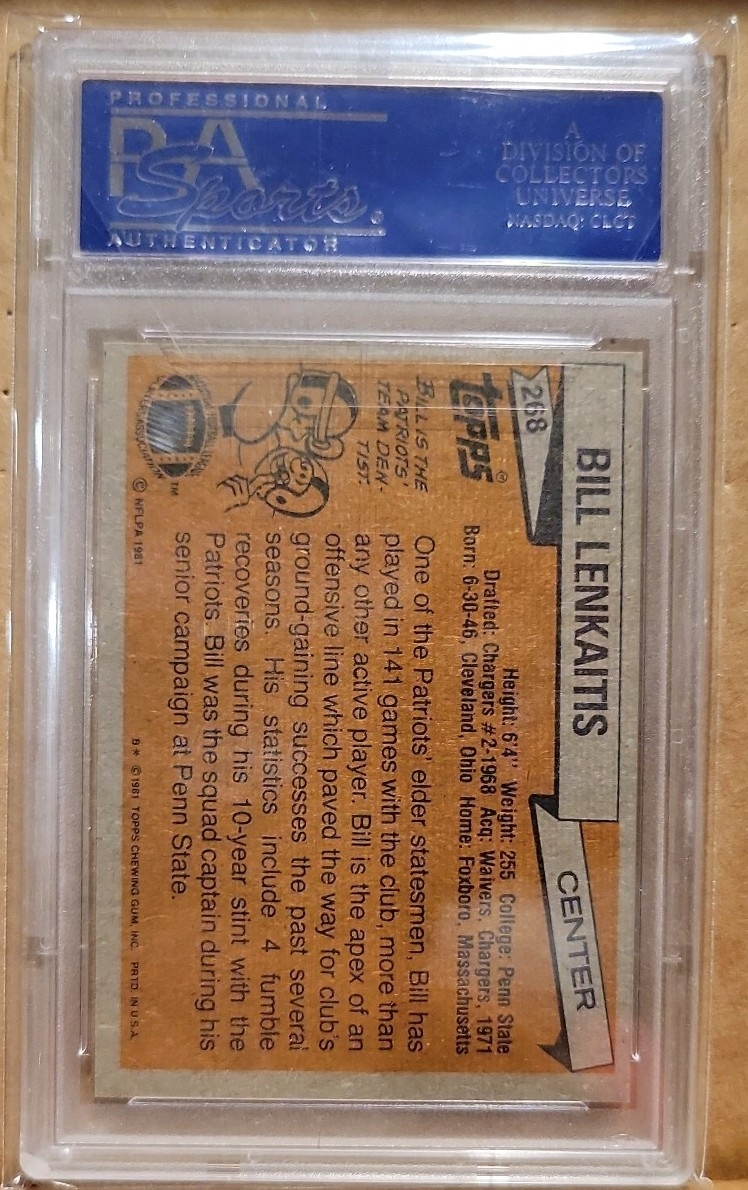 PROFESSIONAL
PSA
Sports®
AUTHENTICATOR
A
DIVISION OF
COLLECTORS
UNIVERSE
NASDAQ: CLCT
268
BILL LENKAITIS
CENTER
TOPPS®
Height: 6'4" Weight: 255 College: Penn State
Drafted: Chargers #2-1968 Acq: Waivers, Chargers, 1971
Born: 6-30-46, Cleveland, Ohio Home: Foxboro, Massachusetts
BILL IS THE
PATRIOTS'
TEAM DEN-
TIST.
One of the Patriots' elder statesmen, Bill has
played in 141 games with the club, more than
any other active player. Bill is the apex of an
offensive line which paved the way for club's
ground-gaining successes the past several
seasons. His statistics include 4 fumble
recoveries during his 10-year stint with the
Patriots. Bill was the squad captain during his
senior campaign at Penn State.
TM
© NFLPA 1981
B* ©1981 TOPPS CHEWING GUM, INC. PRTD. IN U.S.A.